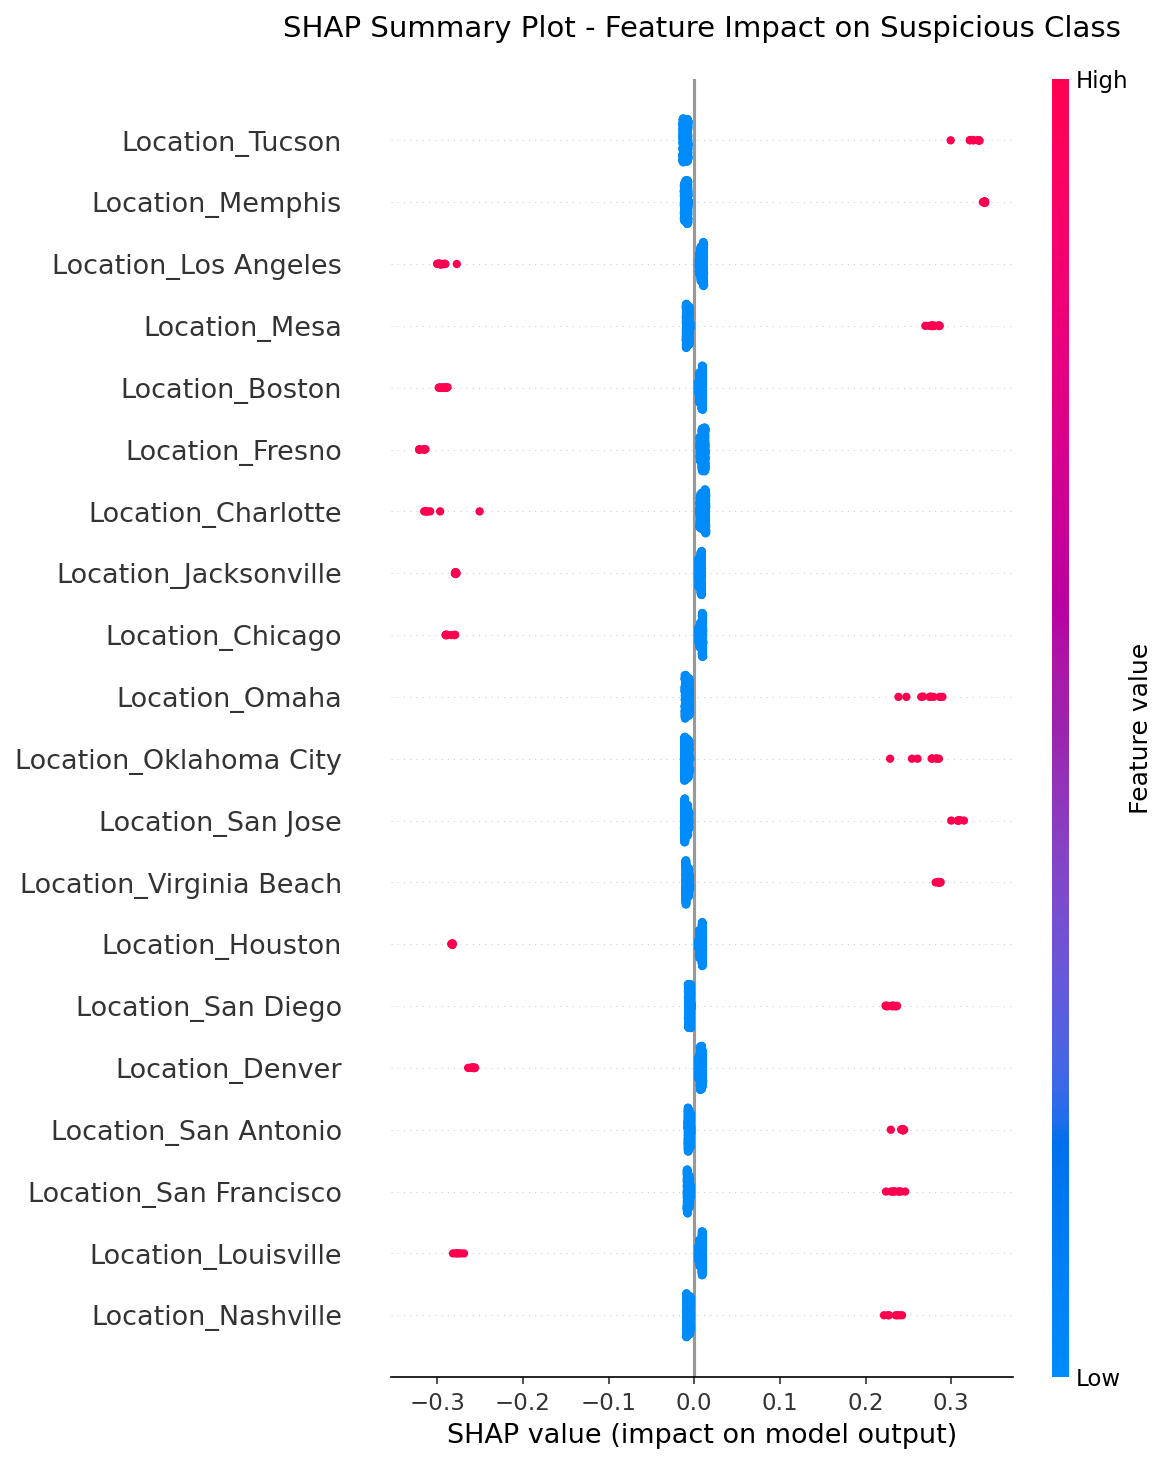 SHAP Summary Plot - Feature Impact on Suspicious Class
High
Location_Tucson
Location_Memphis
Location_Los Angeles
Location_Mesa
Location_Boston
Location_Fresno
Location_Charlotte
Location_Jacksonville
Location_Chicago
Location_Omaha
Location_Oklahoma City
Location_San Jose
Location_Virginia Beach
Location_Houston
Location_San Diego
Location_Denver
Location_San Antonio
Location_San Francisco
Location_Louisville
Location_Nashville
Feature value
Low
−0.3 −0.2 −0.1 0.0 0.1 0.2 0.3
SHAP value (impact on model output)